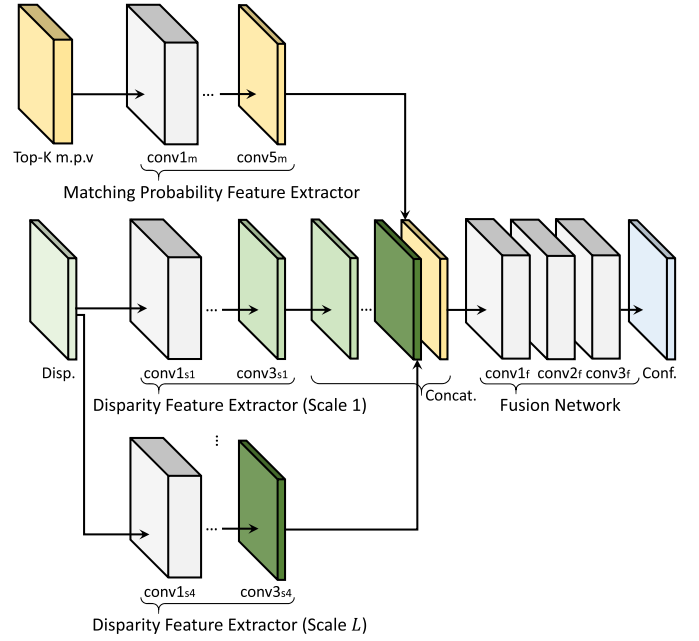 Top-K m.p.v
...
conv1m
conv5m
Matching Probability Feature Extractor
Disp.
...
...
conv1s1
conv3s1
Concat.
conv1f conv2f conv3f
Conf.
Disparity Feature Extractor (Scale 1)
Fusion Network
...
...
conv1s4
conv3s4
Disparity Feature Extractor (Scale L)